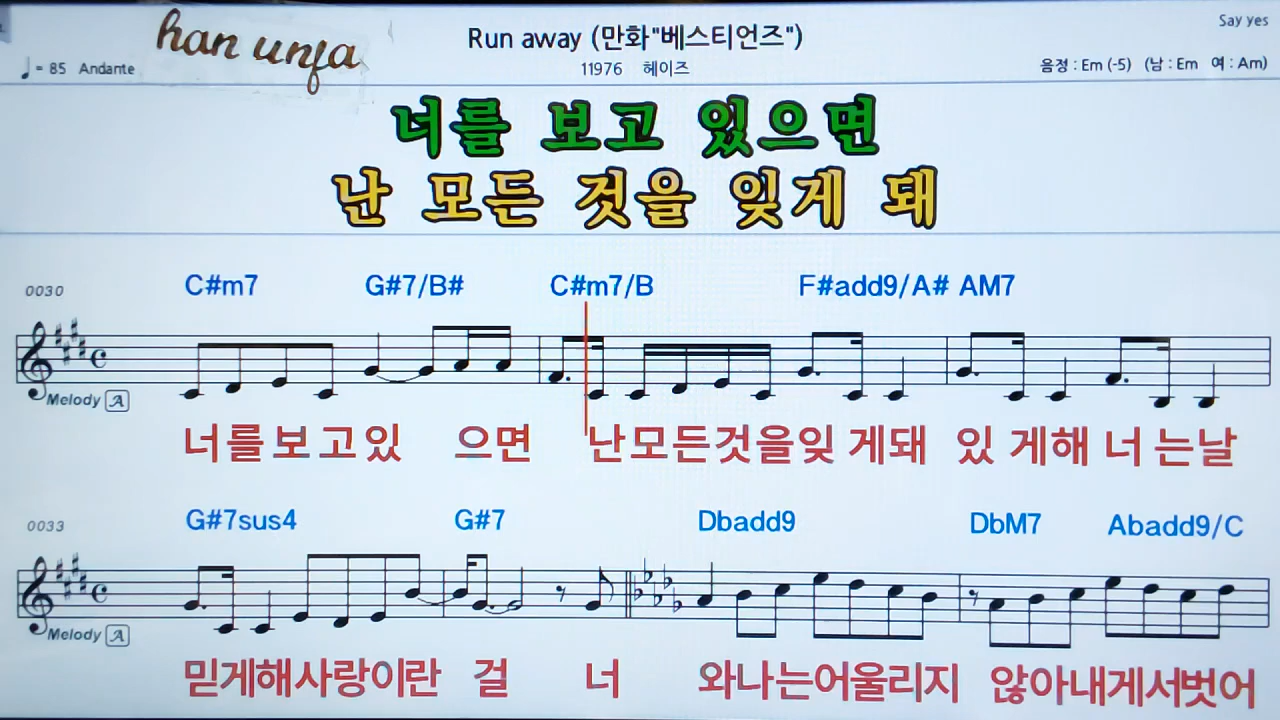 han unfa
Run away (만화"베스티언즈")
Say yes
♩= 85 Andante
11976 헤이즈
음정 : Em (-5) (남 : Em 여 : Am)
너를 보고 있으면
난 모든 것을 잊게 돼
0030
C#m7 G#7/B# C#m7/B F#add9/A# AM7
Melody A
너를보고있 으면 난모든것을잊 게돼 있 게해 너 는날
0033
G#7sus4 G#7 Dbadd9 DbM7 Abadd9/C
Melody A
믿게해사랑이란 걸 너 와나는어울리지 않아내게서벗어